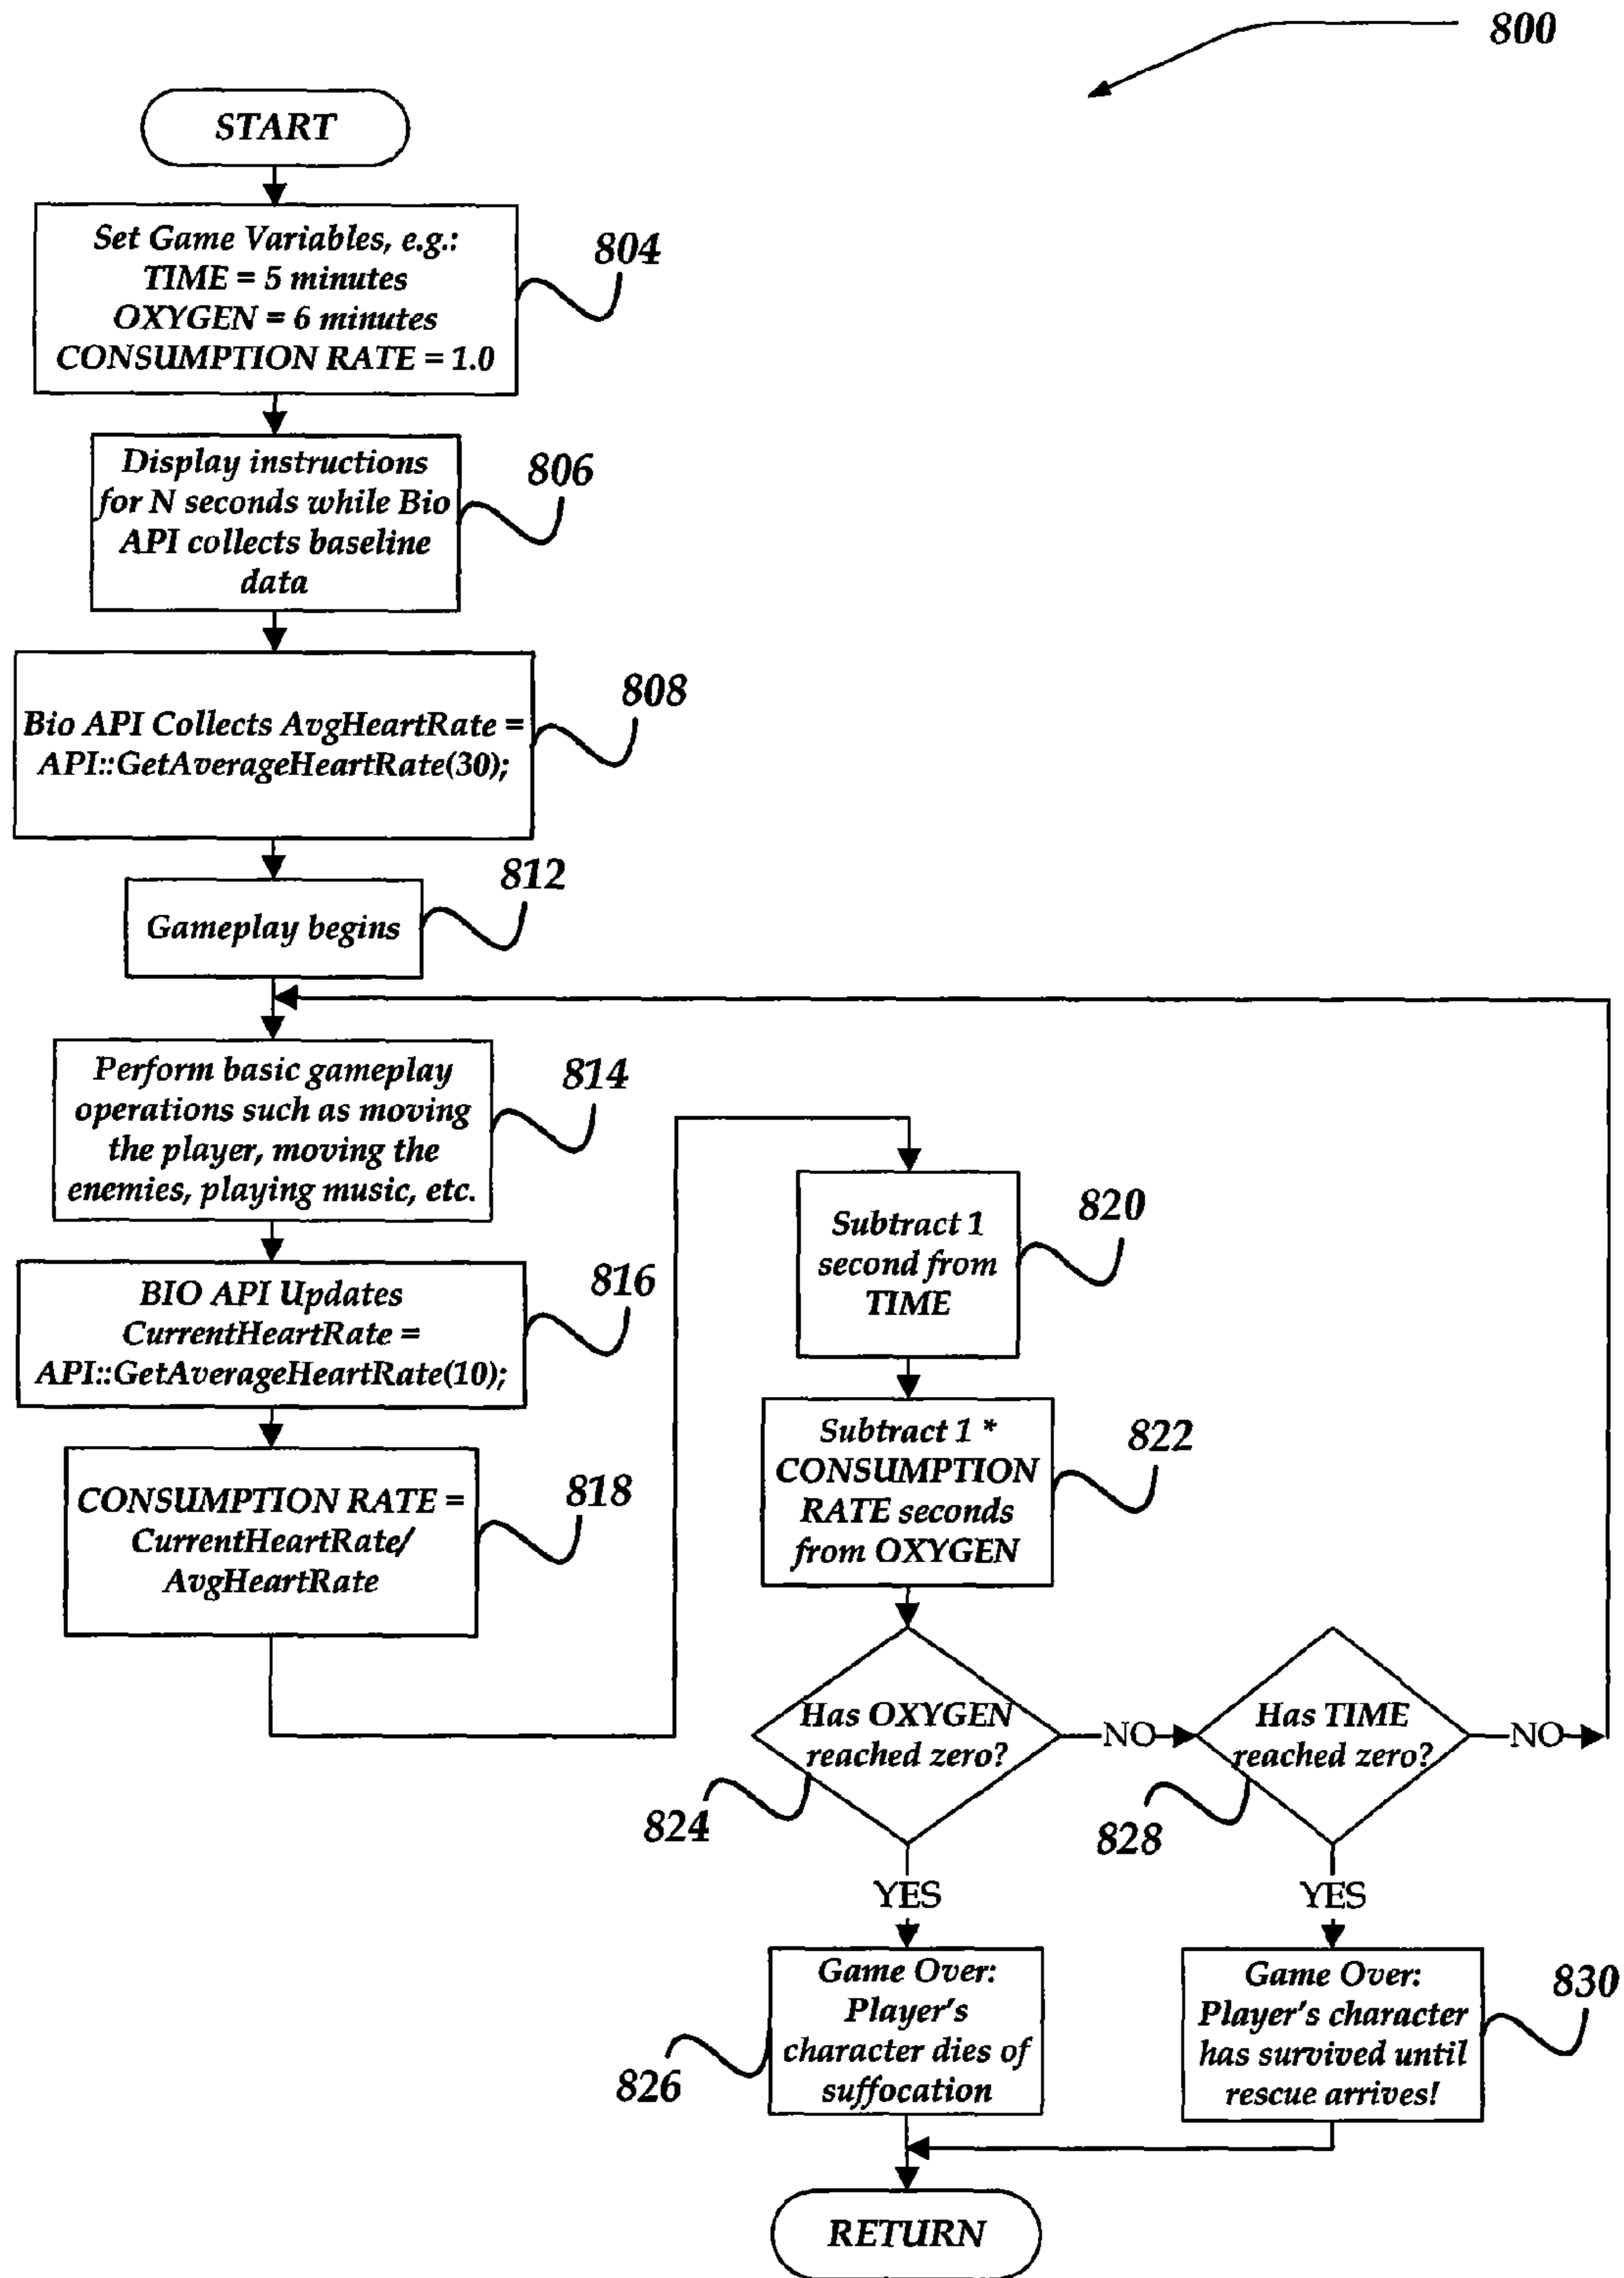 800
START
Set Game Variables, e.g.:
TIME = 5 minutes
OXYGEN = 6 minutes
CONSUMPTION RATE = 1.0
804
Display instructions
for N seconds while Bio
API collects baseline
data
806
Bio API Collects AvgHeartRate =
API::GetAverageHeartRate(30);
808
Gameplay begins
812
Perform basic gameplay
operations such as moving
the player, moving the
enemies, playing music, etc.
814
BIO API Updates
CurrentHeartRate =
API::GetAverageHeartRate(10);
816
CONSUMPTION RATE =
CurrentHeartRate/
AvgHeartRate
818
Subtract 1
second from
TIME
820
Subtract 1 *
CONSUMPTION
RATE seconds
from OXYGEN
822
Has OXYGEN
reached zero?
824
NO
Has TIME
reached zero?
828
NO
YES
YES
Game Over:
Player's
character dies of
suffocation
826
Game Over:
Player's character
has survived until
rescue arrives!
830
RETURN